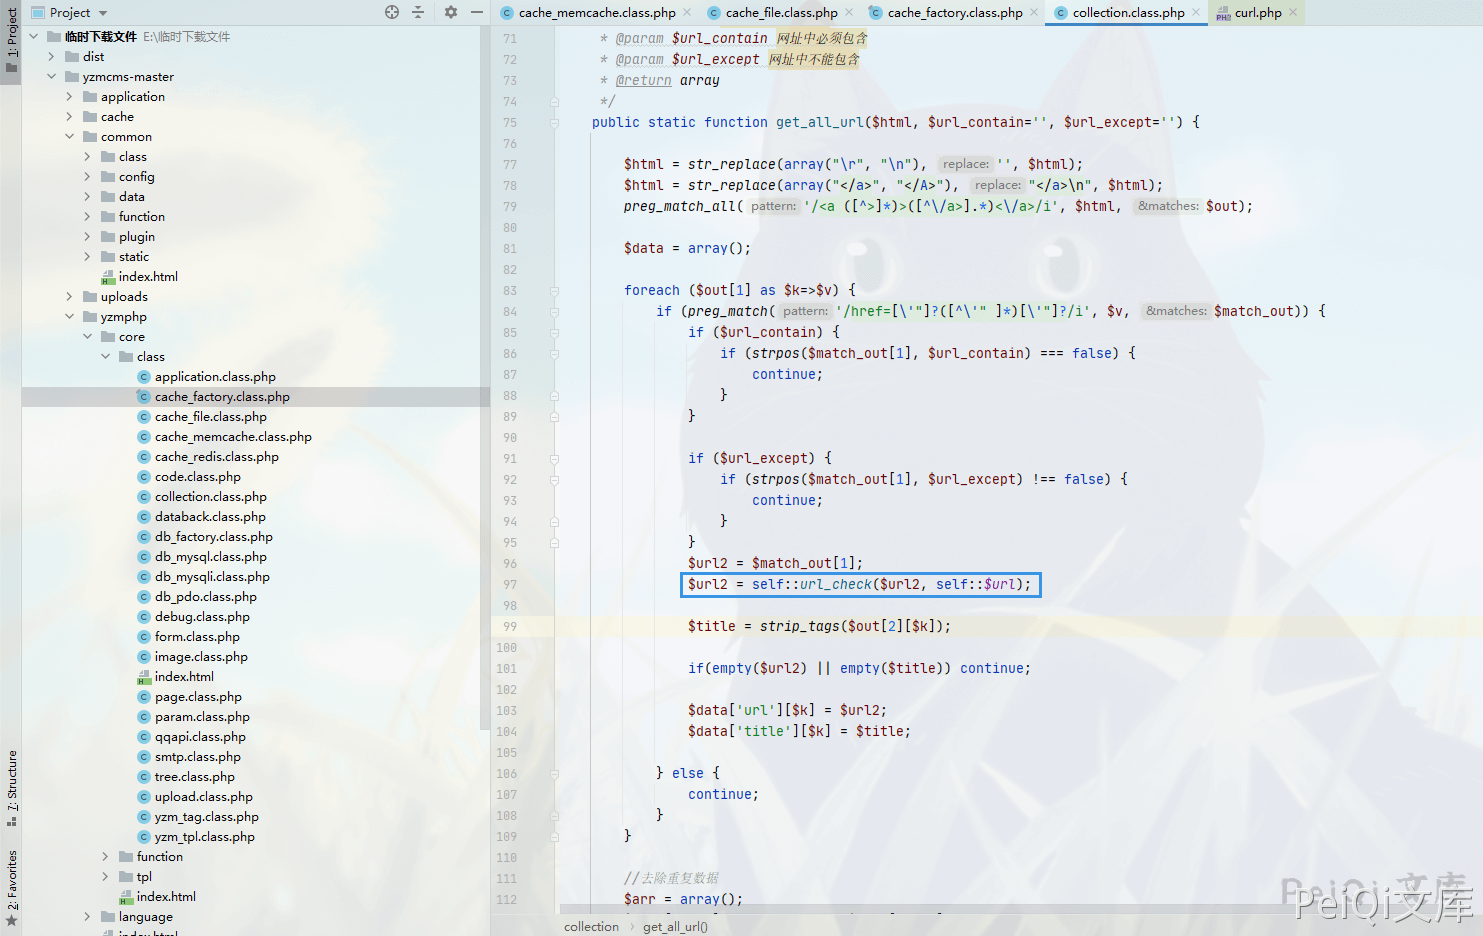 Project
cache_memcache.class.php
cache_file.class.php
cache_factory.class.php
collection.class.php
curl.php
1: Project
7: Structure
2: Favorites
临时下载文件 E:\临时下载文件
dist
yzmcms-master
application
cache
common
class
config
data
function
plugin
static
index.html
uploads
yzmphp
core
class
application.class.php
cache_factory.class.php
cache_file.class.php
cache_memcache.class.php
cache_redis.class.php
code.class.php
collection.class.php
databack.class.php
db_factory.class.php
db_mysql.class.php
db_mysqli.class.php
db_pdo.class.php
debug.class.php
form.class.php
image.class.php
index.html
page.class.php
param.class.php
qqapi.class.php
smtp.class.php
tree.class.php
upload.class.php
yzm_tag.class.php
yzm_tpl.class.php
function
tpl
index.html
language
index.html
71 * @param $url_contain 网址中必须包含
72 * @param $url_except 网址中不能包含
73 * @return array
74 */
75 public static function get_all_url($html, $url_contain='', $url_except='') {
76
77 $html = str_replace(array("\r", "\n"), replace: '', $html);
78 $html = str_replace(array("</a>", "</A>"), replace: "</a>\n", $html);
79 preg_match_all( pattern: '/<a ([^>]*)>([^\/a>].*)<\/a>/i', $html, &matches: $out);
80
81 $data = array();
82
83 foreach ($out[1] as $k=>$v) {
84 if (preg_match( pattern: '/href=[\'"]?([^\'" ]*)[\'"]?/i', $v, &matches: $match_out)) {
85 if ($url_contain) {
86 if (strpos($match_out[1], $url_contain) === false) {
87 continue;
88 }
89 }
90
91 if ($url_except) {
92 if (strpos($match_out[1], $url_except) !== false) {
93 continue;
94 }
95 }
96 $url2 = $match_out[1];
97 $url2 = self::url_check($url2, self::$url);
98
99 $title = strip_tags($out[2][$k]);
100
101 if(empty($url2) || empty($title)) continue;
102
103 $data['url'][$k] = $url2;
104 $data['title'][$k] = $title;
105
106 } else {
107 continue;
108 }
109 }
110
111 //去除重复数据
112 $arr = array();
collection › get_all_url()
PeiQi文库
PeiQi文库